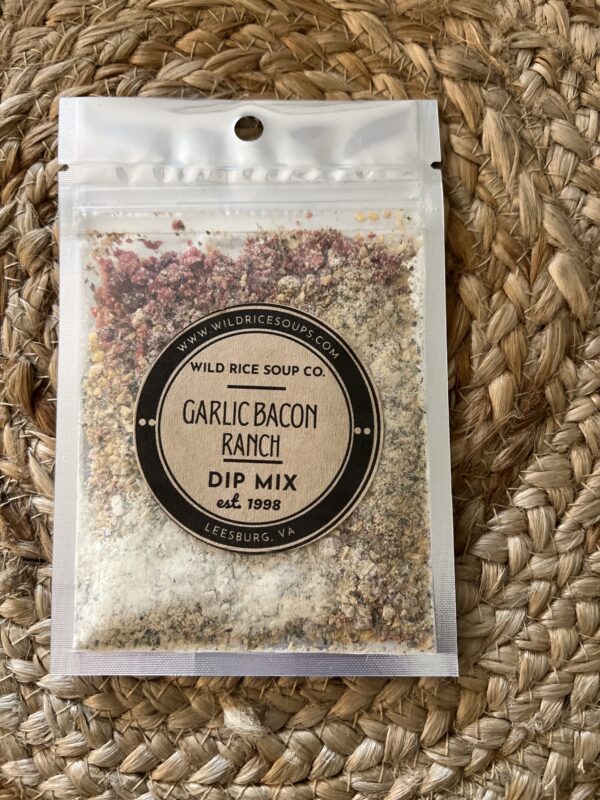 WWW.WILDRICESOUPS.COM
WILD RICE SOUP CO.
GARLIC BACON
RANCH
DIP MIX
est. 1998
LEESBURG, VA